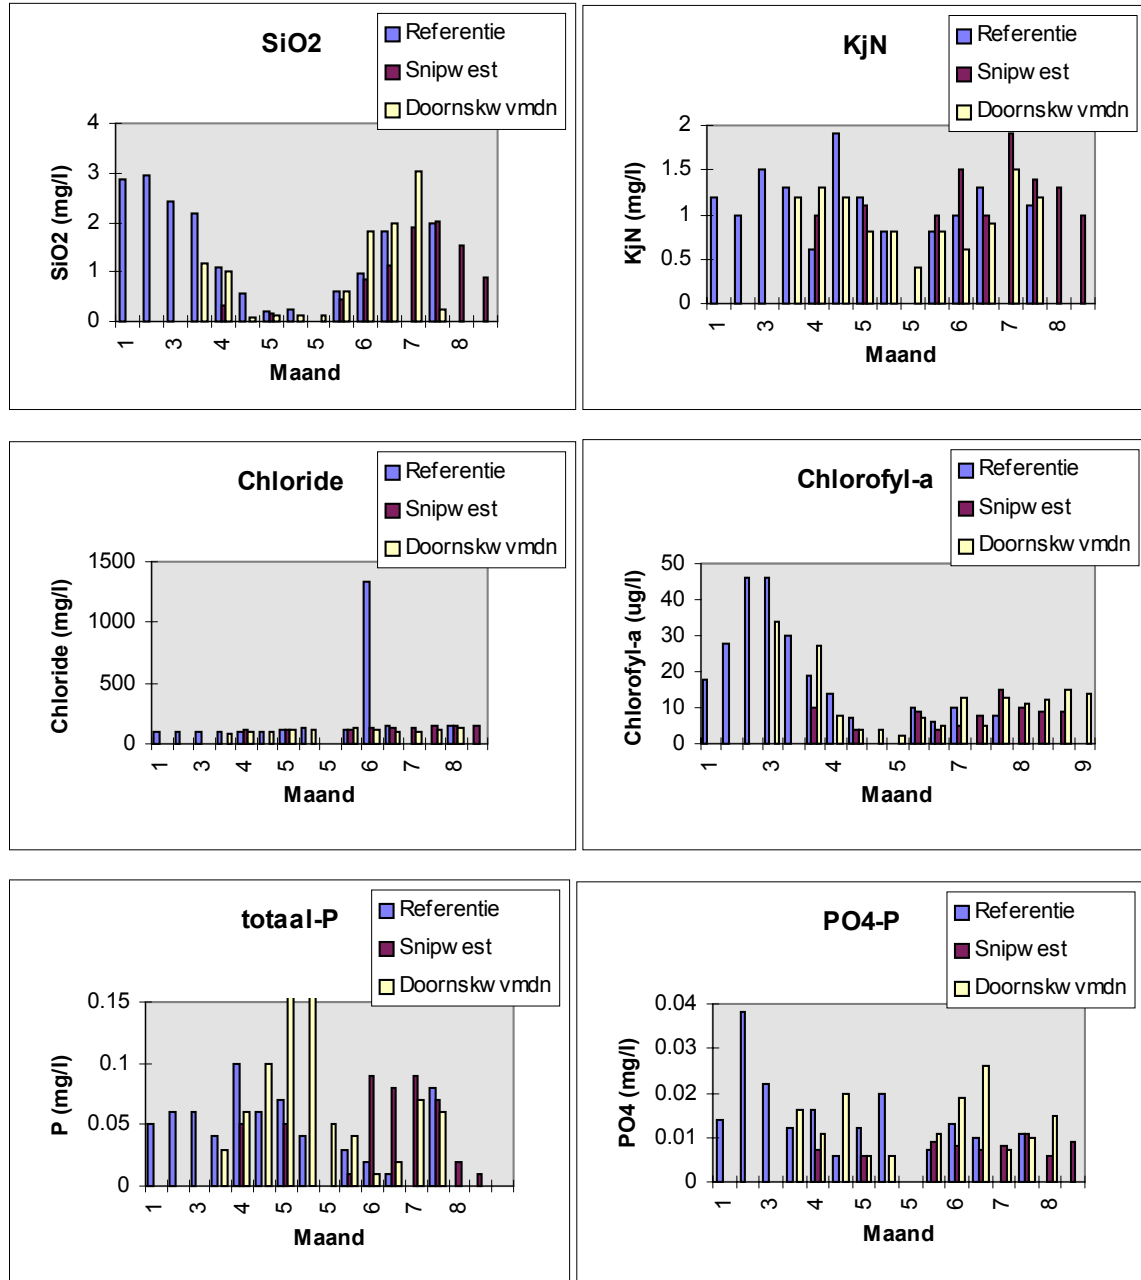 SiO2
Referentie
Snipw est
Doornskw vmdn
4
3
2
1
0
SiO2 (mg/l)
1
3
4
5
5
6
7
8
Maand
KjN
Referentie
Snipw est
Doornskw vmdn
2
1.5
1
0.5
0
KjN (mg/l)
1
3
4
5
5
6
7
8
Maand
Chloride
Referentie
Snipw est
Doornskw vmdn
1500
1000
500
0
Chloride (mg/l)
1
3
4
5
5
6
7
8
Maand
Chlorofyl-a
Referentie
Snipw est
Doornskw vmdn
50
40
30
20
10
0
Chlorofyl-a (ug/l)
1
3
4
5
7
8
9
Maand
totaal-P
Referentie
Snipw est
Doornskw vmdn
0.15
0.1
0.05
0
P (mg/l)
1
3
4
5
5
6
7
8
Maand
PO4-P
Referentie
Snipw est
Doornskw vmdn
0.04
0.03
0.02
0.01
0
PO4 (mg/l)
1
3
4
5
5
6
7
8
Maand